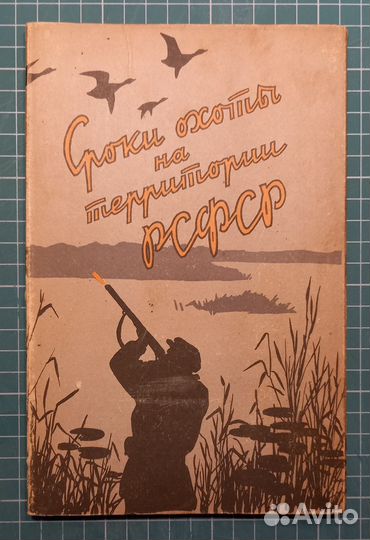 Сроки охоты
на
территории
РСФСР
Avito